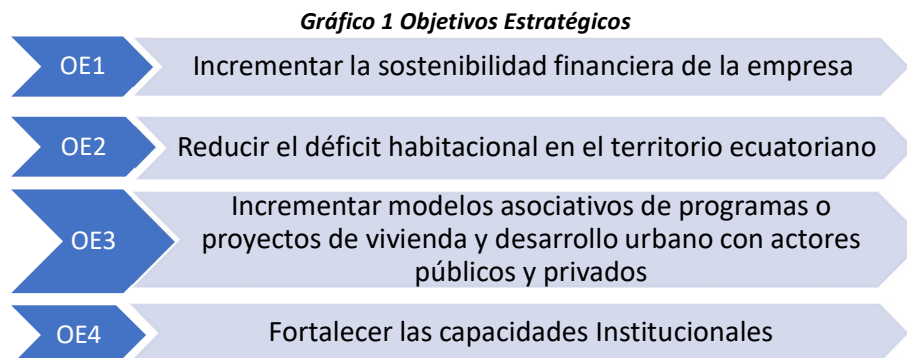 Gráfico 1 Objetivos Estratégicos
OE1
Incrementar la sostenibilidad financiera de la empresa
OE2
Reducir el déficit habitacional en el territorio ecuatoriano
OE3
Incrementar modelos asociativos de programas o
proyectos de vivienda y desarrollo urbano con actores
públicos y privados
OE4
Fortalecer las capacidades Institucionales